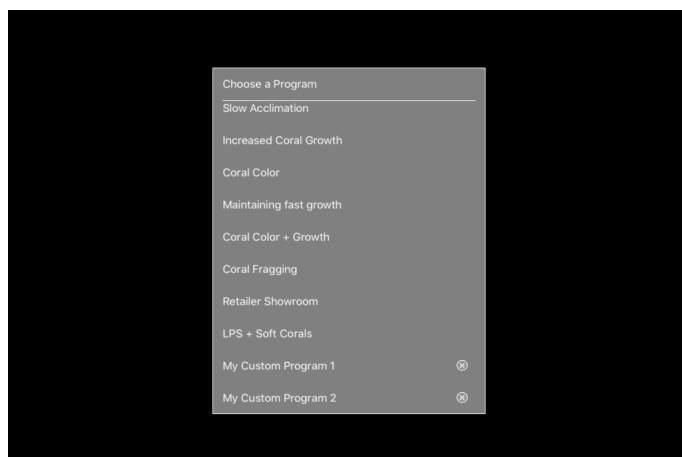 Choose a Program
Slow Acclimation
Increased Coral Growth
Coral Color
Maintaining fast growth
Coral Color + Growth
Coral Fragging
Retailer Showroom
LPS + Soft Corals
My Custom Program 1
My Custom Program 2